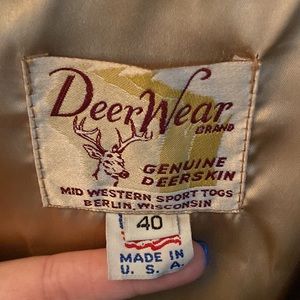 DeerWear
BRAND
GENUINE
DEERSKIN
MID WESTERN SPORT TOGS
BERLIN, WISCONSIN
40
MADE IN
U. S. A.